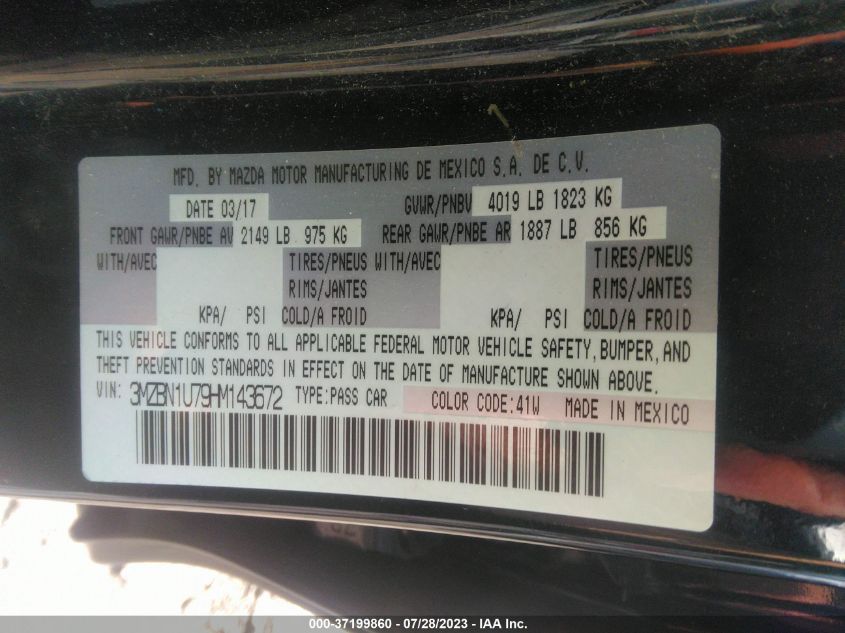 MFD. BY MAZDA MOTOR MANUFACTURING DE MEXICO S.A. DE C.V.
DATE 03/17 GVWR/PNBV 4019 LB 1823 KG
FRONT GAWR/PNBE AV 2149 LB 975 KG REAR GAWR/PNBE AR 1887 LB 856 KG
WITH/AVEC TIRES/PNEUS WITH/AVEC TIRES/PNEUS
RIMS/JANTES RIMS/JANTES
KPA/ PSI COLD/A FROID KPA/ PSI COLD/A FROID
THIS VEHICLE CONFORMS TO ALL APPLICABLE FEDERAL MOTOR VEHICLE SAFETY, BUMPER, AND
THEFT PREVENTION STANDARDS IN EFFECT ON THE DATE OF MANUFACTURE SHOWN ABOVE.
VIN: 3MZBN1U79HM143672 TYPE:PASS CAR COLOR CODE:41W MADE IN MEXICO
000-37199860 / 07/28/2023 - IAA Inc.